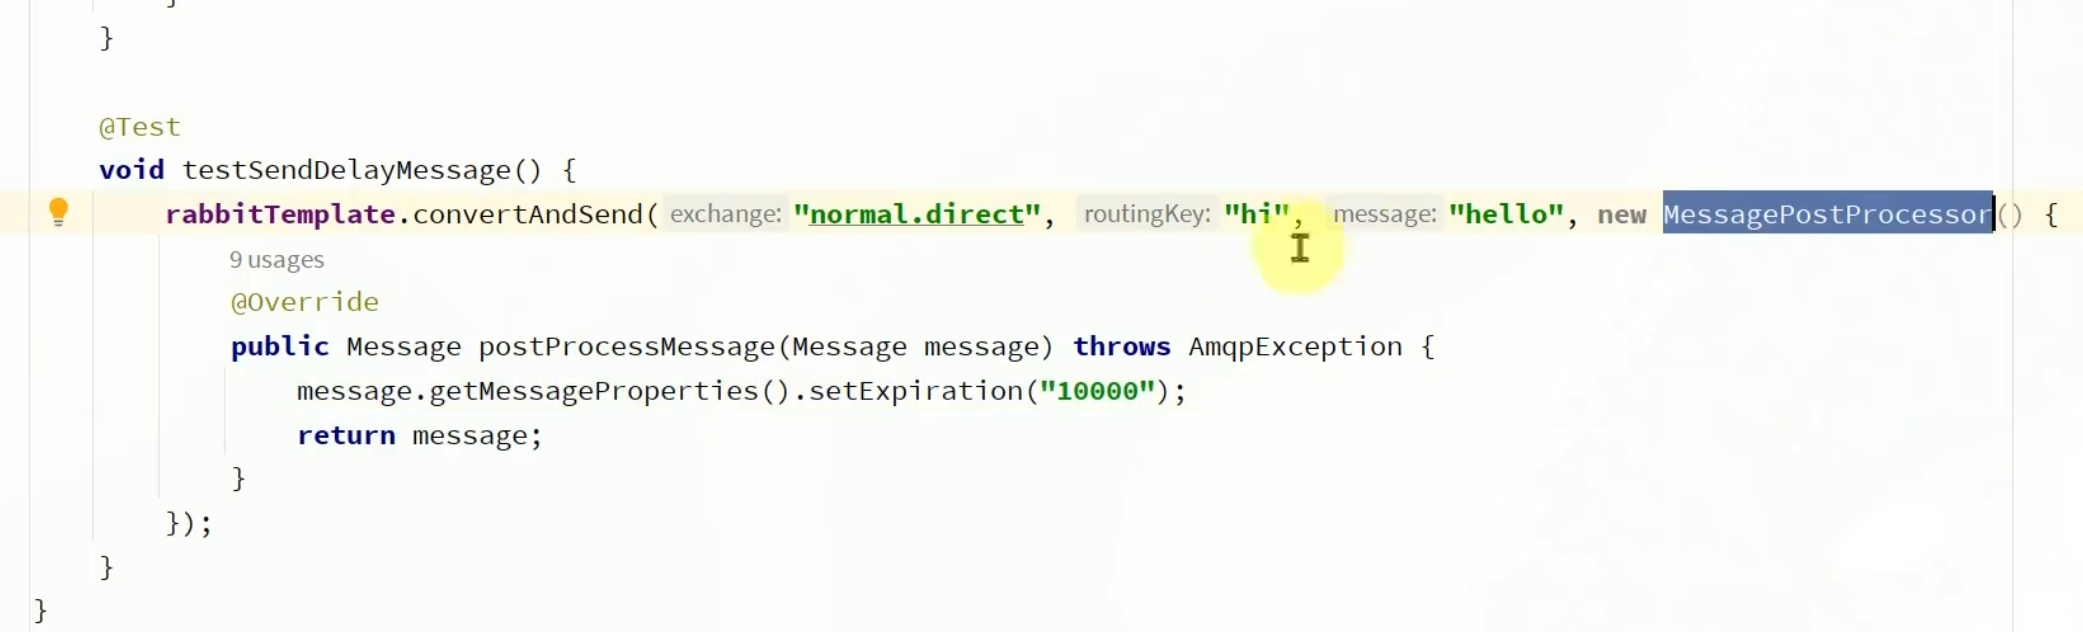 }
}
@Test
void testSendDelayMessage() {
rabbitTemplate.convertAndSend( exchange: "normal.direct", routingKey: "hi", message: "hello", new MessagePostProcessor() {
9 usages
@Override
public Message postProcessMessage(Message message) throws AmqpException {
message.getMessageProperties().setExpiration("10000");
return message;
}
});
}
}